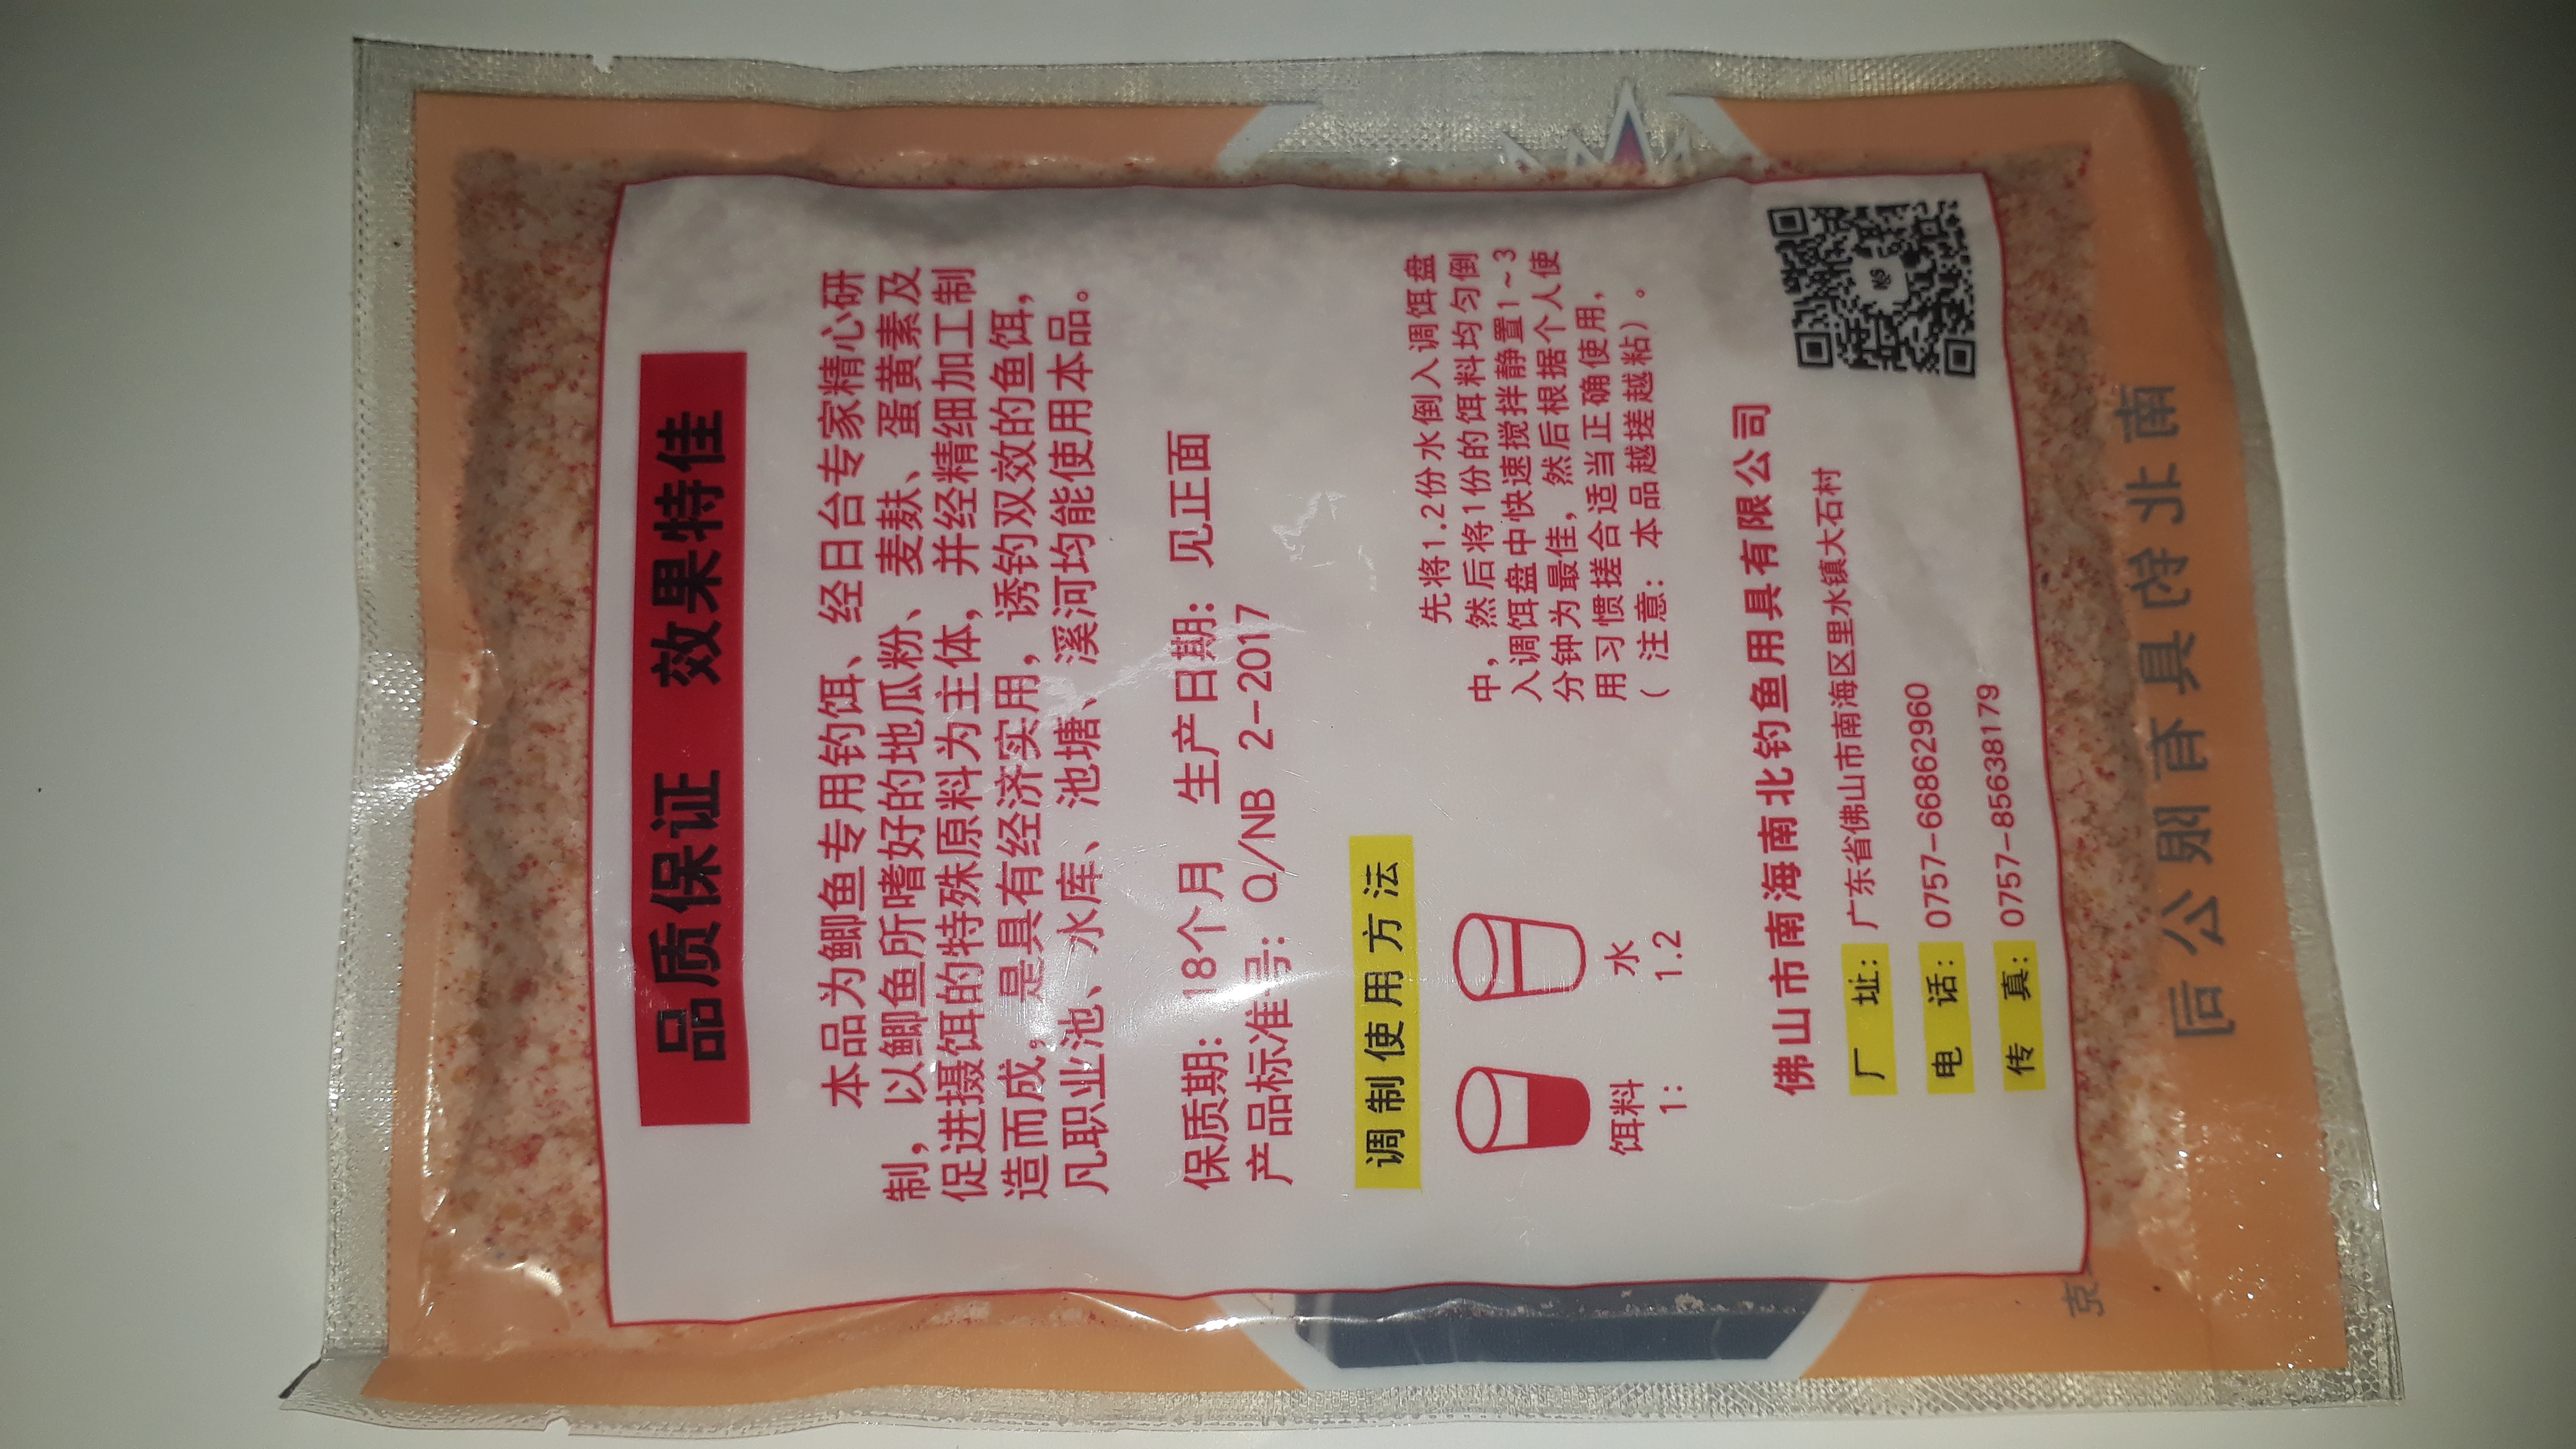 品质保证 效果特佳
本品为鲫鱼专用钓饵、经日台专家精心研
制,以鲫鱼所嗜好的地瓜粉、麦麸、蛋黄素及
促进摄饵的特殊原料为主体,并经精细加工制
造而成。是具有经济实用,诱钓双效的鱼饵,
凡职业池、水库、池塘、溪河均能使用本品。
保质期: 18个月 生产日期: 见正面
产品标准号: Q/NB 2-2017
调制使用方法
饵料 水
1: 1.2
先将1.2份水倒入调饵盘
中,然后将1份的饵料均匀倒
入调饵盘中快速搅拌静置1~3
分钟为最佳,然后根据个人使
用习惯搓合适当正确使用,
(注意:本品越搓越粘)。
佛山市南海南北钓鱼用具有限公司
厂 址: 广东省佛山市南海区里水镇大石村
电 话: 0757-66862960
传 真: 0757-85638179
南北钓具有限公司